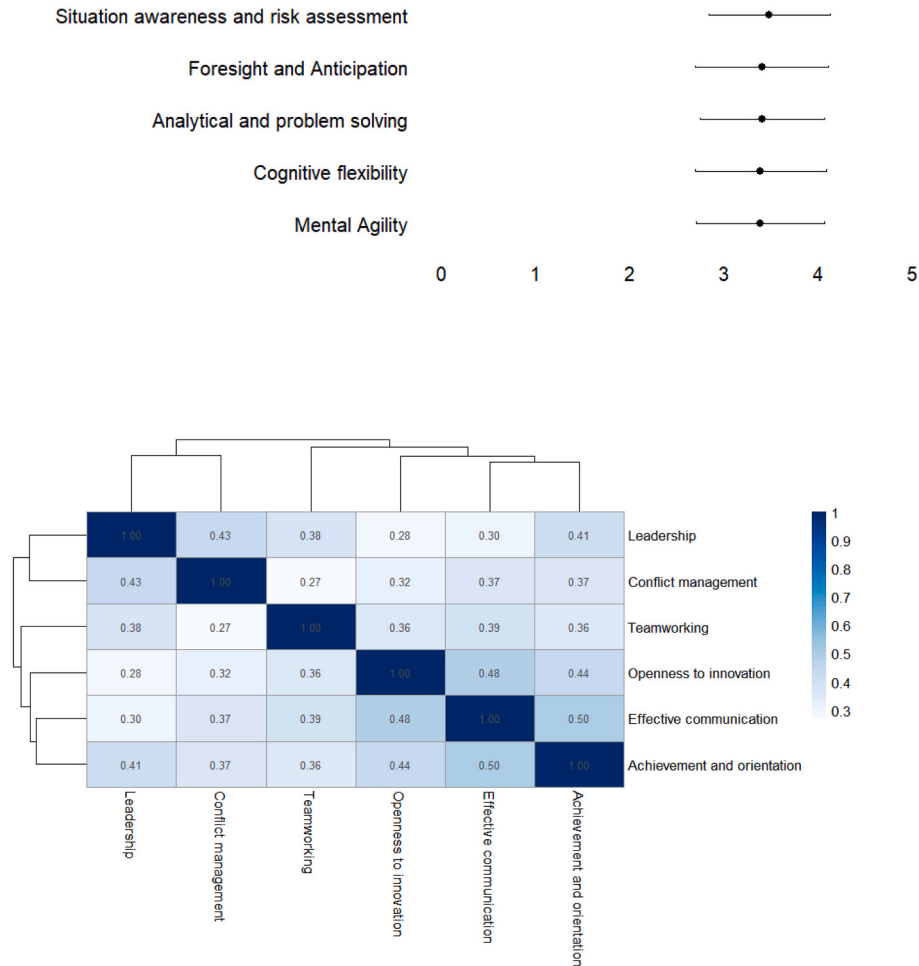 Situation awareness and risk assessment
Foresight and Anticipation
Analytical and problem solving
Cognitive flexibility
Mental Agility
0 1 2 3 4 5
1.00 0.43 0.38 0.28 0.30 0.41 Leadership
0.43 1.00 0.27 0.32 0.37 0.37 Conflict management
0.38 0.27 1.00 0.36 0.39 0.36 Teamworking
0.28 0.32 0.36 1.00 0.48 0.44 Openness to innovation
0.30 0.37 0.39 0.48 1.00 0.50 Effective communication
0.41 0.37 0.36 0.44 0.50 1.00 Achievement and orientation
Leadership
Conflict management
Teamworking
Openness to innovation
Effective communication
Achievement and orientation
1
0.9
0.8
0.7
0.6
0.5
0.4
0.3